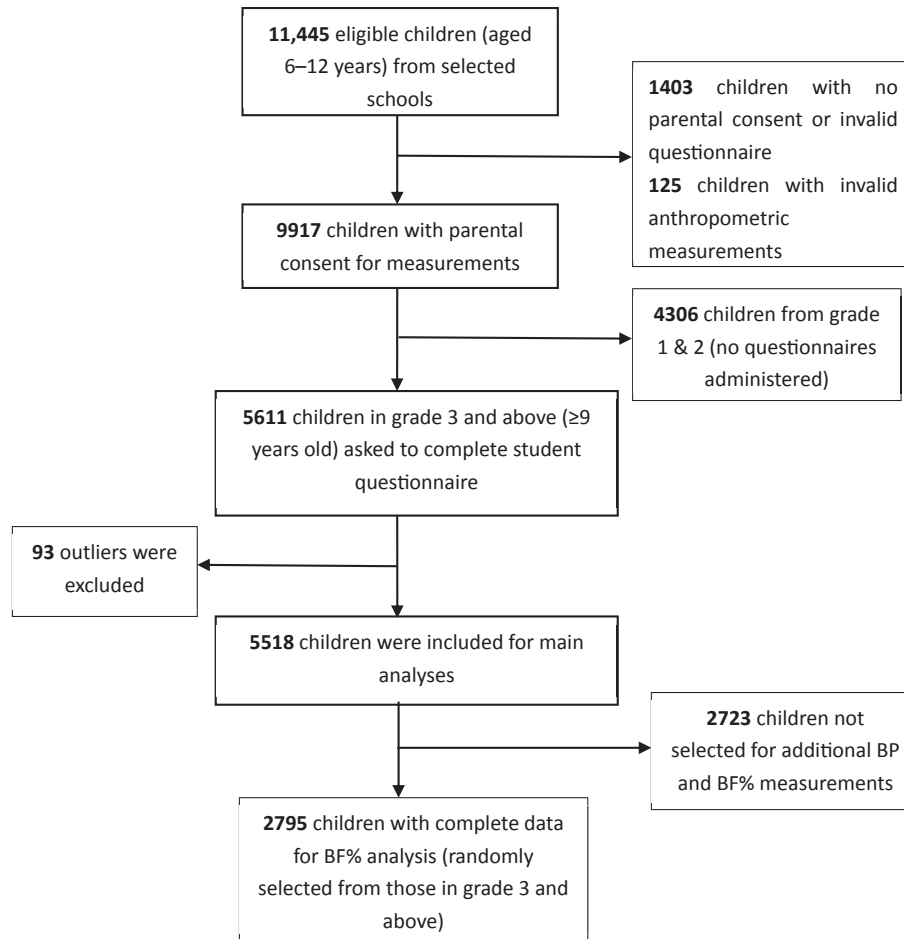 11,445 eligible children (aged
6–12 years) from selected
schools
1403 children with no
parental consent or invalid
questionnaire
125 children with invalid
anthropometric
measurements
9917 children with parental
consent for measurements
4306 children from grade
1 & 2 (no questionnaires
administered)
5611 children in grade 3 and above (≥9
years old) asked to complete student
questionnaire
93 outliers were
excluded
5518 children were included for main
analyses
2723 children not
selected for additional BP
and BF% measurements
2795 children with complete data
for BF% analysis (randomly
selected from those in grade 3 and
above)